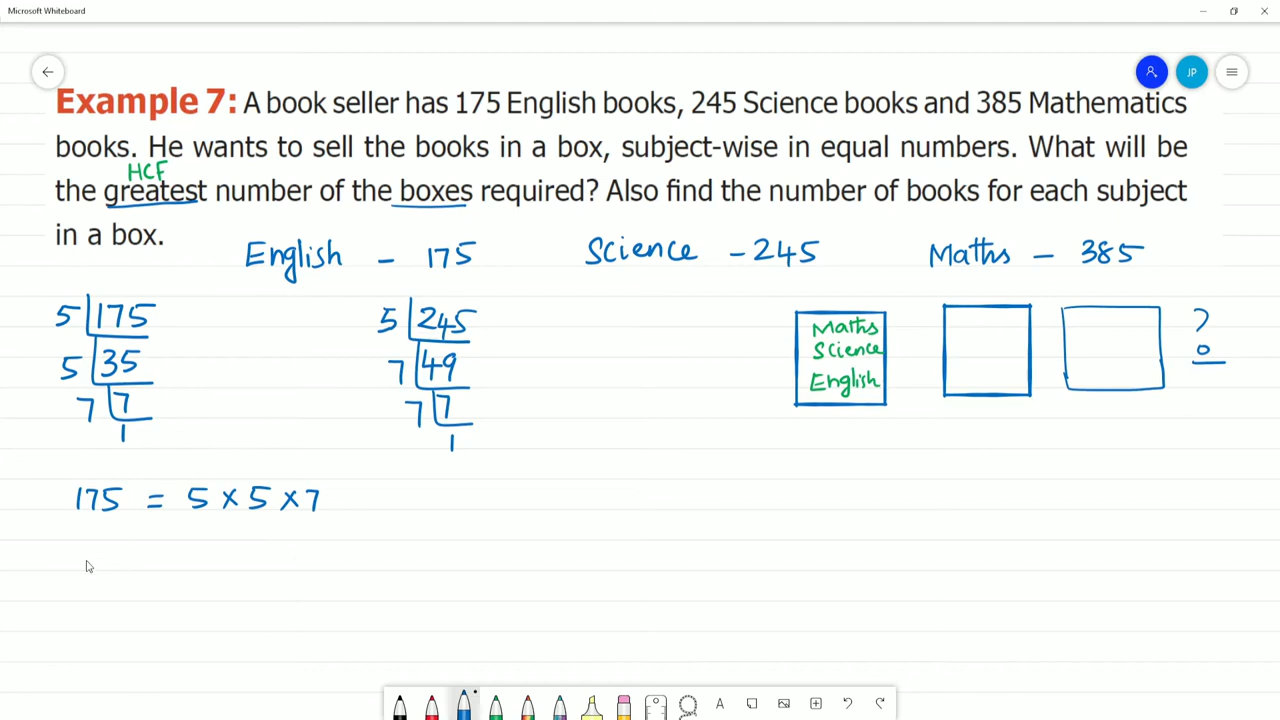 Microsoft Whiteboard
JP
Example 7: A book seller has 175 English books, 245 Science books and 385 Mathematics
books. He wants to sell the books in a box, subject-wise in equal numbers. What will be
HCF
the greatest number of the boxes required? Also find the number of books for each subject
in a box.
English - 175 Science - 245 Maths - 385
5 175 5 245
5 35 7 49
7 7 7 7
1 1
Maths
Science
English
?
175 = 5 × 5 × 7
A